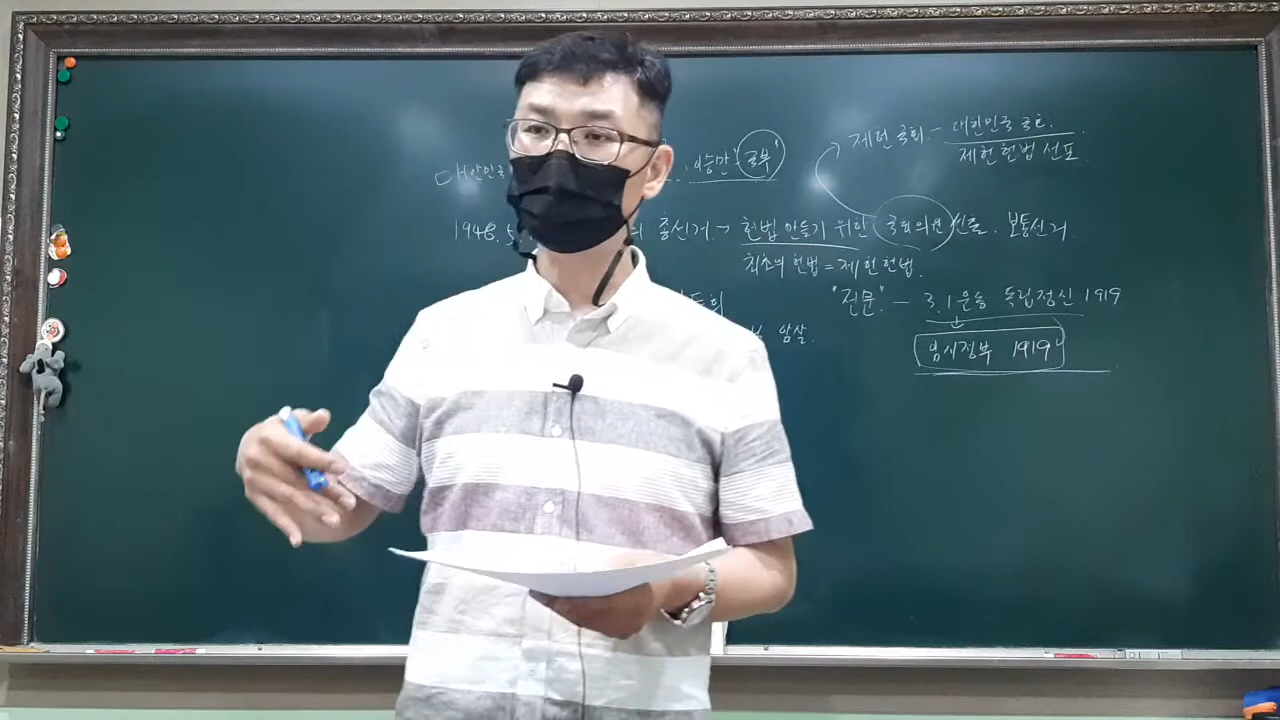 제헌국회 - 대한민국 국호.
제헌헌법 선포
대한민국 이승만 "국부"
1948. 5. 총선거 → 헌법 만들기 위한 국회의원 선출. 보통선거
최초의 헌법 = 제헌헌법.
"전문" - 3.1운동 독립정신 1919
암살.
임시정부 1919